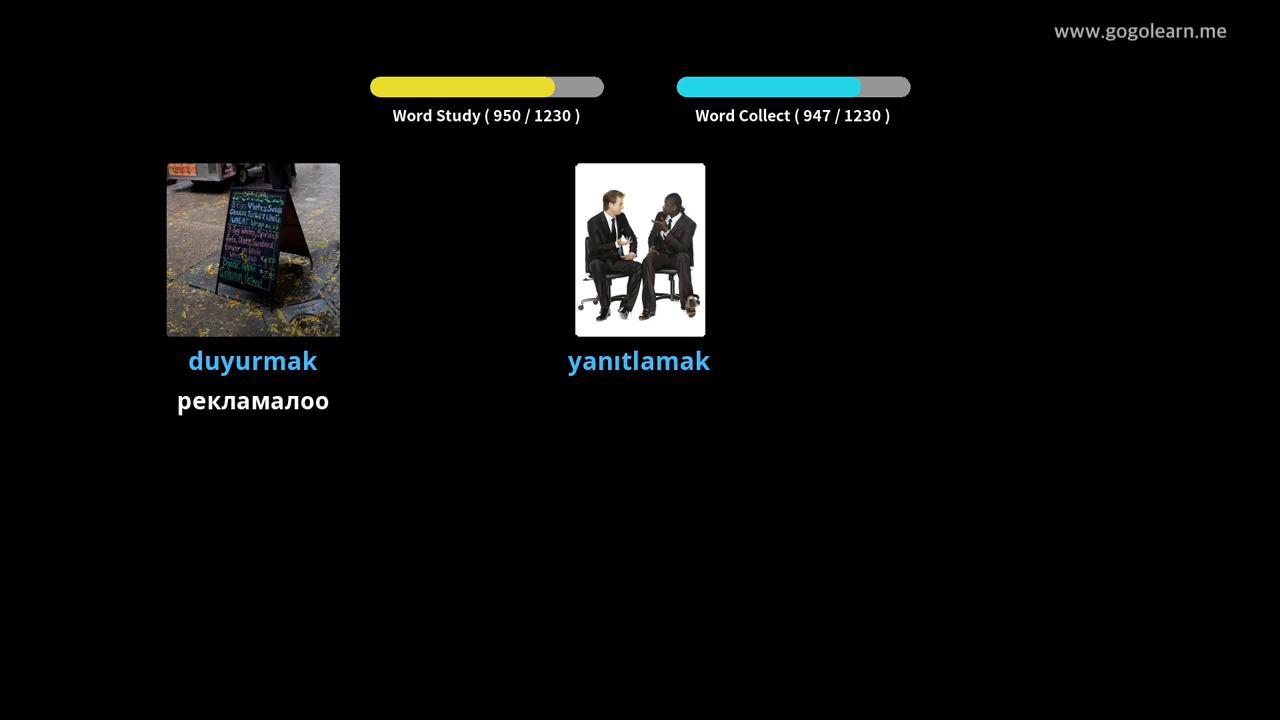 www.gogolearn.me
Word Study ( 950 / 1230 )
Word Collect ( 947 / 1230 )
duyurmak
рекламалоо
yanıtlamak